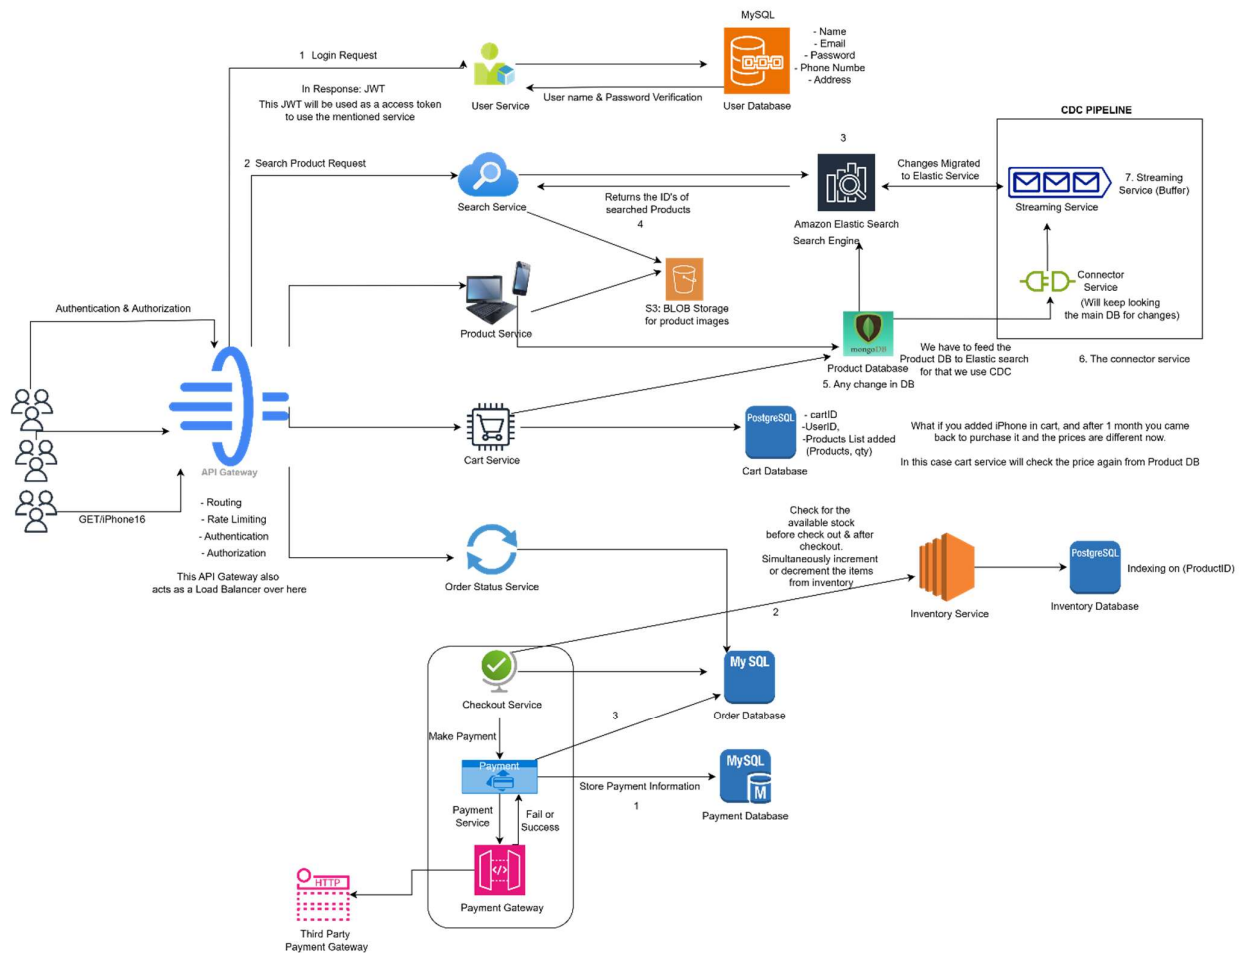 MySQL
- Name
- Email
- Password
- Phone Numbe
- Address
User Database
1 Login Request
In Response: JWT
This JWT will be used as a access token
to use the mentioned service
User Service
User name & Password Verification
CDC PIPELINE
2 Search Product Request
Search Service
Returns the ID's of
searched Products
4
3
Amazon Elastic Search
Search Engine
Changes Migrated
to Elastic Service
Streaming Service
7. Streaming
Service (Buffer)
Connector
Service
(Will keep looking
the main DB for changes)
6. The connector service
S3: BLOB Storage
for product images
Product Service
mongoDB
Product Database
5. Any change in DB
We have to feed the
Product DB to Elastic search
for that we use CDC
Authentication & Authorization
API Gateway
- Routing
- Rate Limiting
- Authentication
- Authorization
This API Gateway also
acts as a Load Balancer over here
GET/iPhone16
Cart Service
PostgreSQL
- cartID
-UserID,
-Products List added
(Products, qty)
Cart Database
What if you added iPhone in cart, and after 1 month you came
back to purchase it and the prices are different now.
In this case cart service will check the price again from Product DB
Order Status Service
Check for the
available stock
before check out & after
checkout.
Simultaneously increment
or decrement the items
from inventory
2
Inventory Service
PostgreSQL
Indexing on (ProductID)
Inventory Database
Checkout Service
My SQL
Order Database
3
Make Payment
Payment
Store Payment Information
1
MySQL
M
Payment Database
Payment
Service
Fail or
Success
</>
Payment Gateway
HTTP
Third Party
Payment Gateway